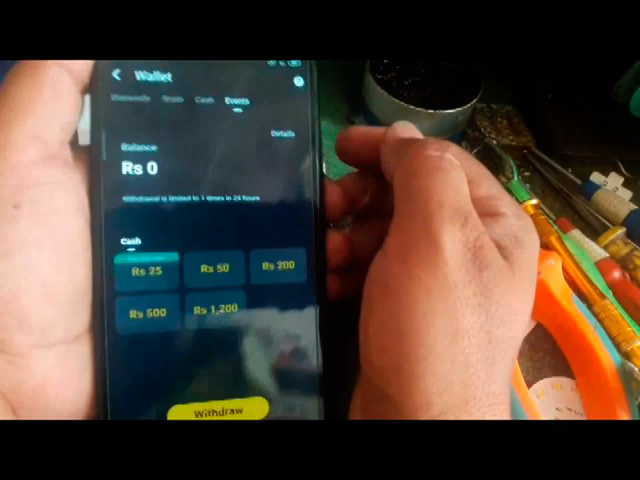 Wallet
Diamonds Stars Cash Events
Details
Balance
Rs 0
Withdrawal is limited to 1 times in 24 hours
Cash
Rs 25 Rs 50 Rs 200
Rs 500 Rs 1,200
Withdraw